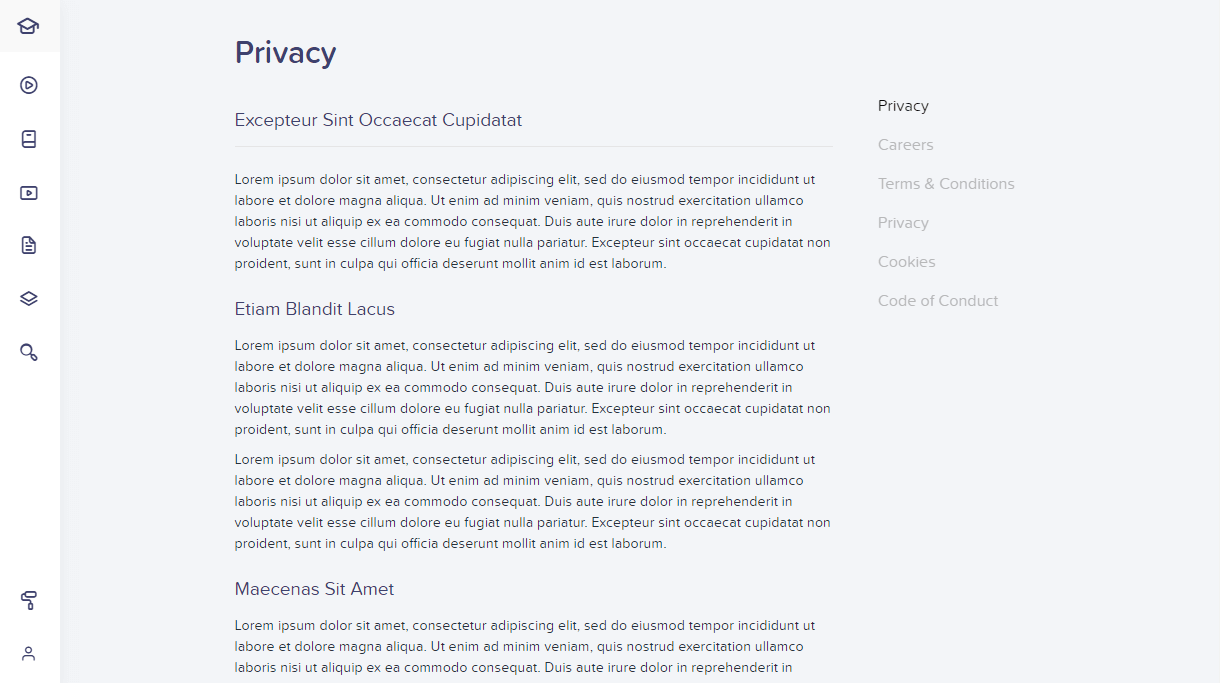 Privacy
Excepteur Sint Occaecat Cupidatat
Lorem ipsum dolor sit amet, consectetur adipiscing elit, sed do eiusmod tempor incididunt ut
labore et dolore magna aliqua. Ut enim ad minim veniam, quis nostrud exercitation ullamco
laboris nisi ut aliquip ex ea commodo consequat. Duis aute irure dolor in reprehenderit in
voluptate velit esse cillum dolore eu fugiat nulla pariatur. Excepteur sint occaecat cupidatat non
proident, sunt in culpa qui officia deserunt mollit anim id est laborum.
Etiam Blandit Lacus
Lorem ipsum dolor sit amet, consectetur adipiscing elit, sed do eiusmod tempor incididunt ut
labore et dolore magna aliqua. Ut enim ad minim veniam, quis nostrud exercitation ullamco
laboris nisi ut aliquip ex ea commodo consequat. Duis aute irure dolor in reprehenderit in
voluptate velit esse cillum dolore eu fugiat nulla pariatur. Excepteur sint occaecat cupidatat non
proident, sunt in culpa qui officia deserunt mollit anim id est laborum.
Lorem ipsum dolor sit amet, consectetur adipiscing elit, sed do eiusmod tempor incididunt ut
labore et dolore magna aliqua. Ut enim ad minim veniam, quis nostrud exercitation ullamco
laboris nisi ut aliquip ex ea commodo consequat. Duis aute irure dolor in reprehenderit in
voluptate velit esse cillum dolore eu fugiat nulla pariatur. Excepteur sint occaecat cupidatat non
proident, sunt in culpa qui officia deserunt mollit anim id est laborum.
Maecenas Sit Amet
Lorem ipsum dolor sit amet, consectetur adipiscing elit, sed do eiusmod tempor incididunt ut
labore et dolore magna aliqua. Ut enim ad minim veniam, quis nostrud exercitation ullamco
laboris nisi ut aliquip ex ea commodo consequat. Duis aute irure dolor in reprehenderit in
Privacy
Careers
Terms & Conditions
Privacy
Cookies
Code of Conduct